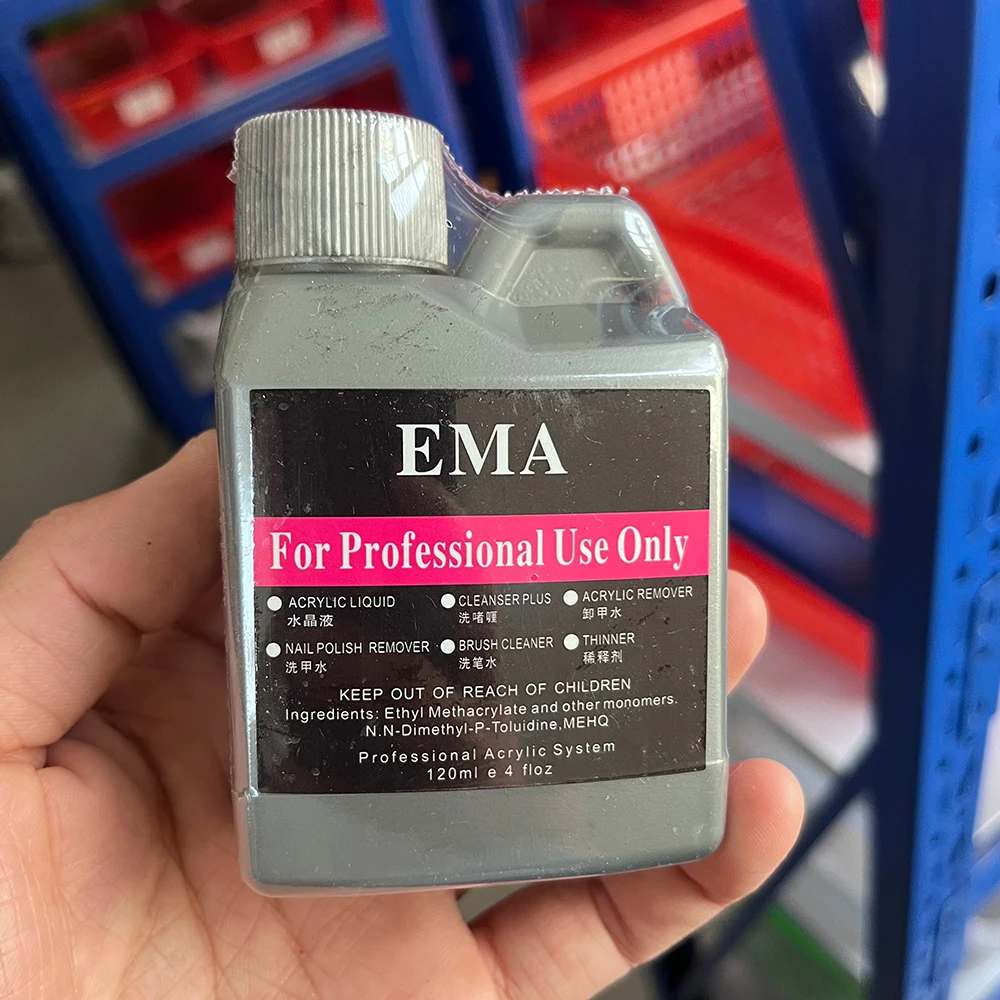 EMA
For Professional Use Only
ACRYLIC LIQUID CLEANSER PLUS ACRYLIC REMOVER
水晶液 洗啫喱 卸甲水
NAIL POLISH REMOVER BRUSH CLEANER THINNER
洗甲水 洗笔水 稀释剂
KEEP OUT OF REACH OF CHILDREN
Ingredients: Ethyl Methacrylate and other monomers.
N.N-Dimethyl-P-Toluidine,MEHQ
Professional Acrylic System
120ml e 4 floz